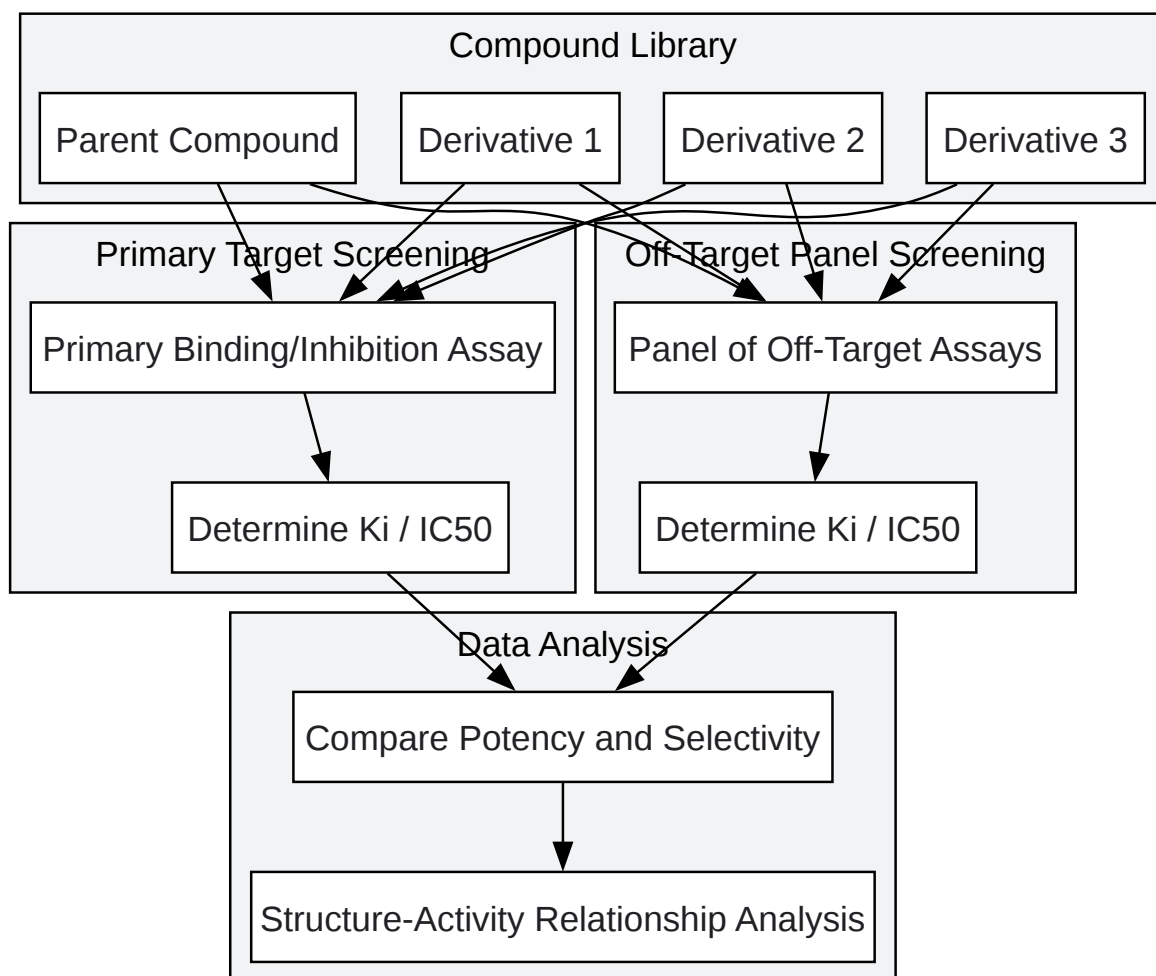 Compound Library
Parent Compound
Derivative 1
Derivative 2
Derivative 3
Primary Target Screening
Off-Target Panel Screening
Primary Binding/Inhibition Assay
Panel of Off-Target Assays
Determine Ki / IC50
Determine Ki / IC50
Data Analysis
Compare Potency and Selectivity
Structure-Activity Relationship Analysis